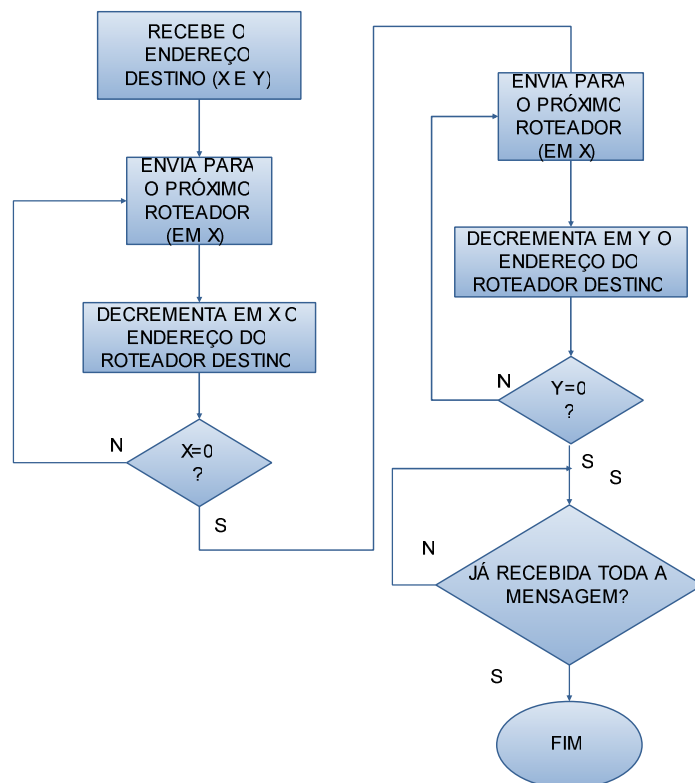 RECEBE O
ENDEREÇO
DESTINO (X E Y)
ENVIA PARA
O PRÓXIMO
ROTEADOR
(EM X)
DECREMENTA EM X O
ENDEREÇO DO
ROTEADOR DESTINO
N
X=0
?
S
ENVIA PARA
O PRÓXIMO
ROTEADOR
(EM X)
DECREMENTA EM Y O
ENDEREÇO DO
ROTEADOR DESTINO
N
Y=0
?
S
S
N
JÁ RECEBIDA TODA A
MENSAGEM?
S
FIM